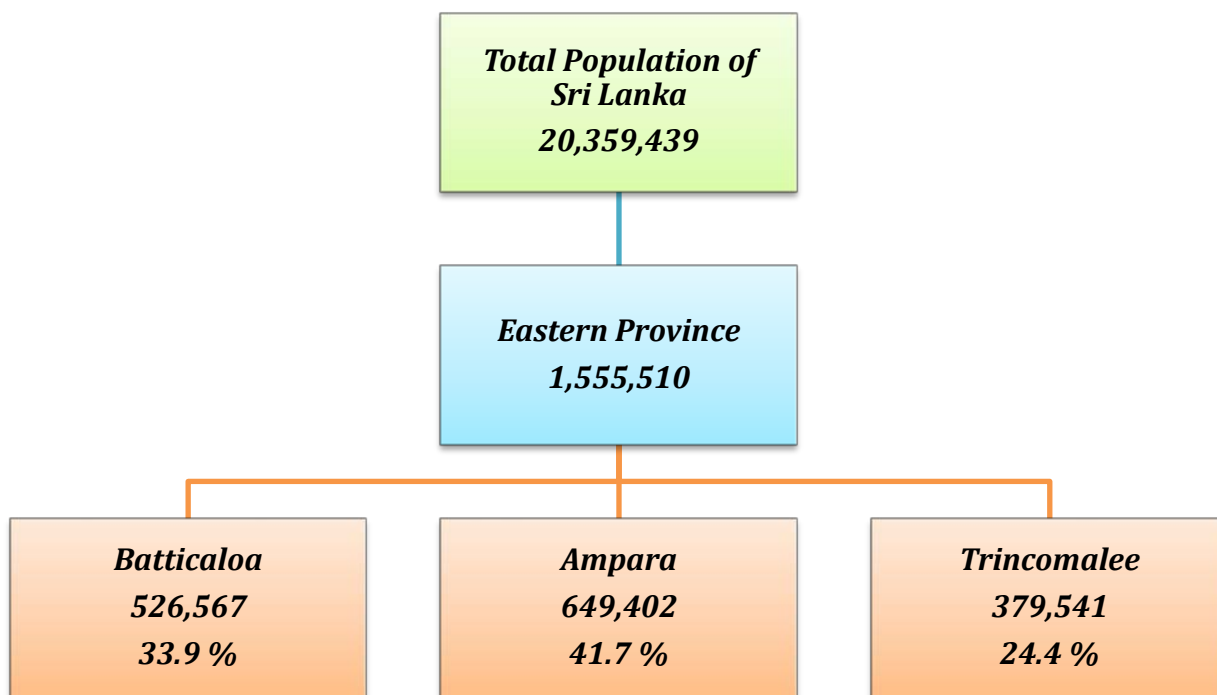 Total Population of
Sri Lanka
20,359,439
Eastern Province
1,555,510
Batticaloa
526,567
33.9 %
Ampara
649,402
41.7 %
Trincomalee
379,541
24.4 %